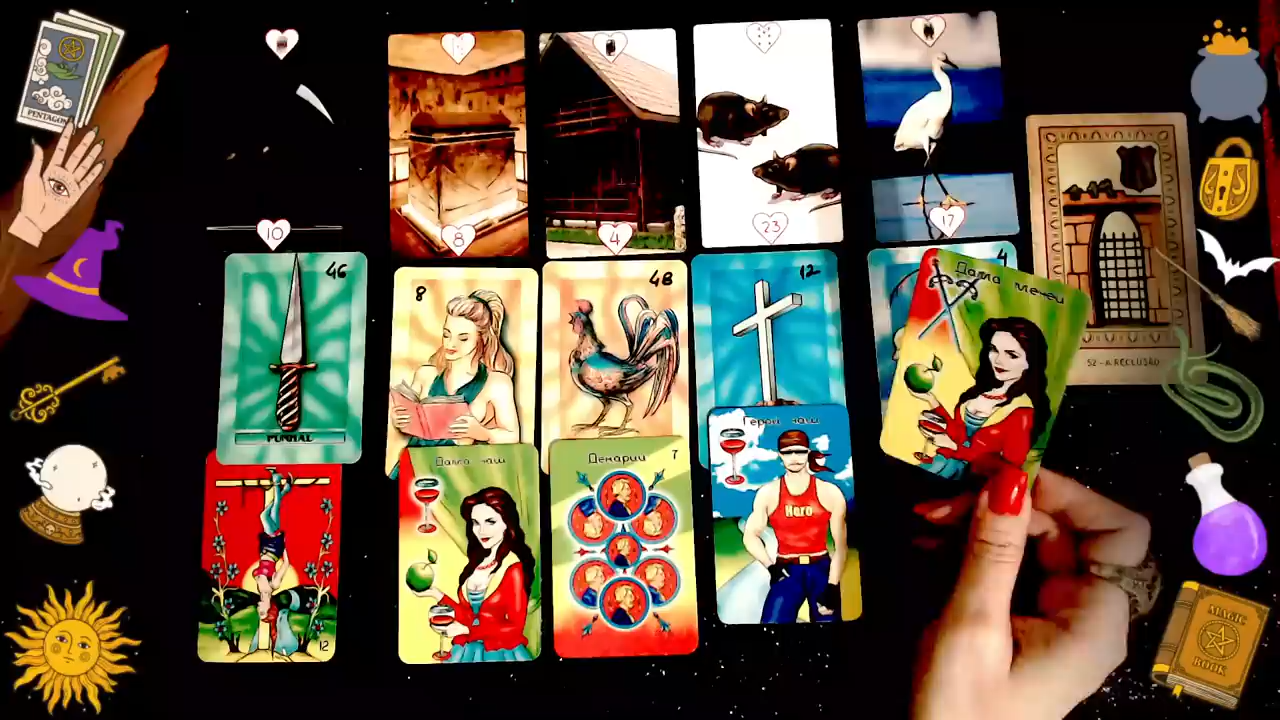 PENTAGON
10
8
4
23
17
46
PUNHAL
8
48
12
4
Дама мечей
52-A RECLUSÃO
12
Дама чаш
Денарии
7
Герой чаш
Hero
MAGIC
BOOK